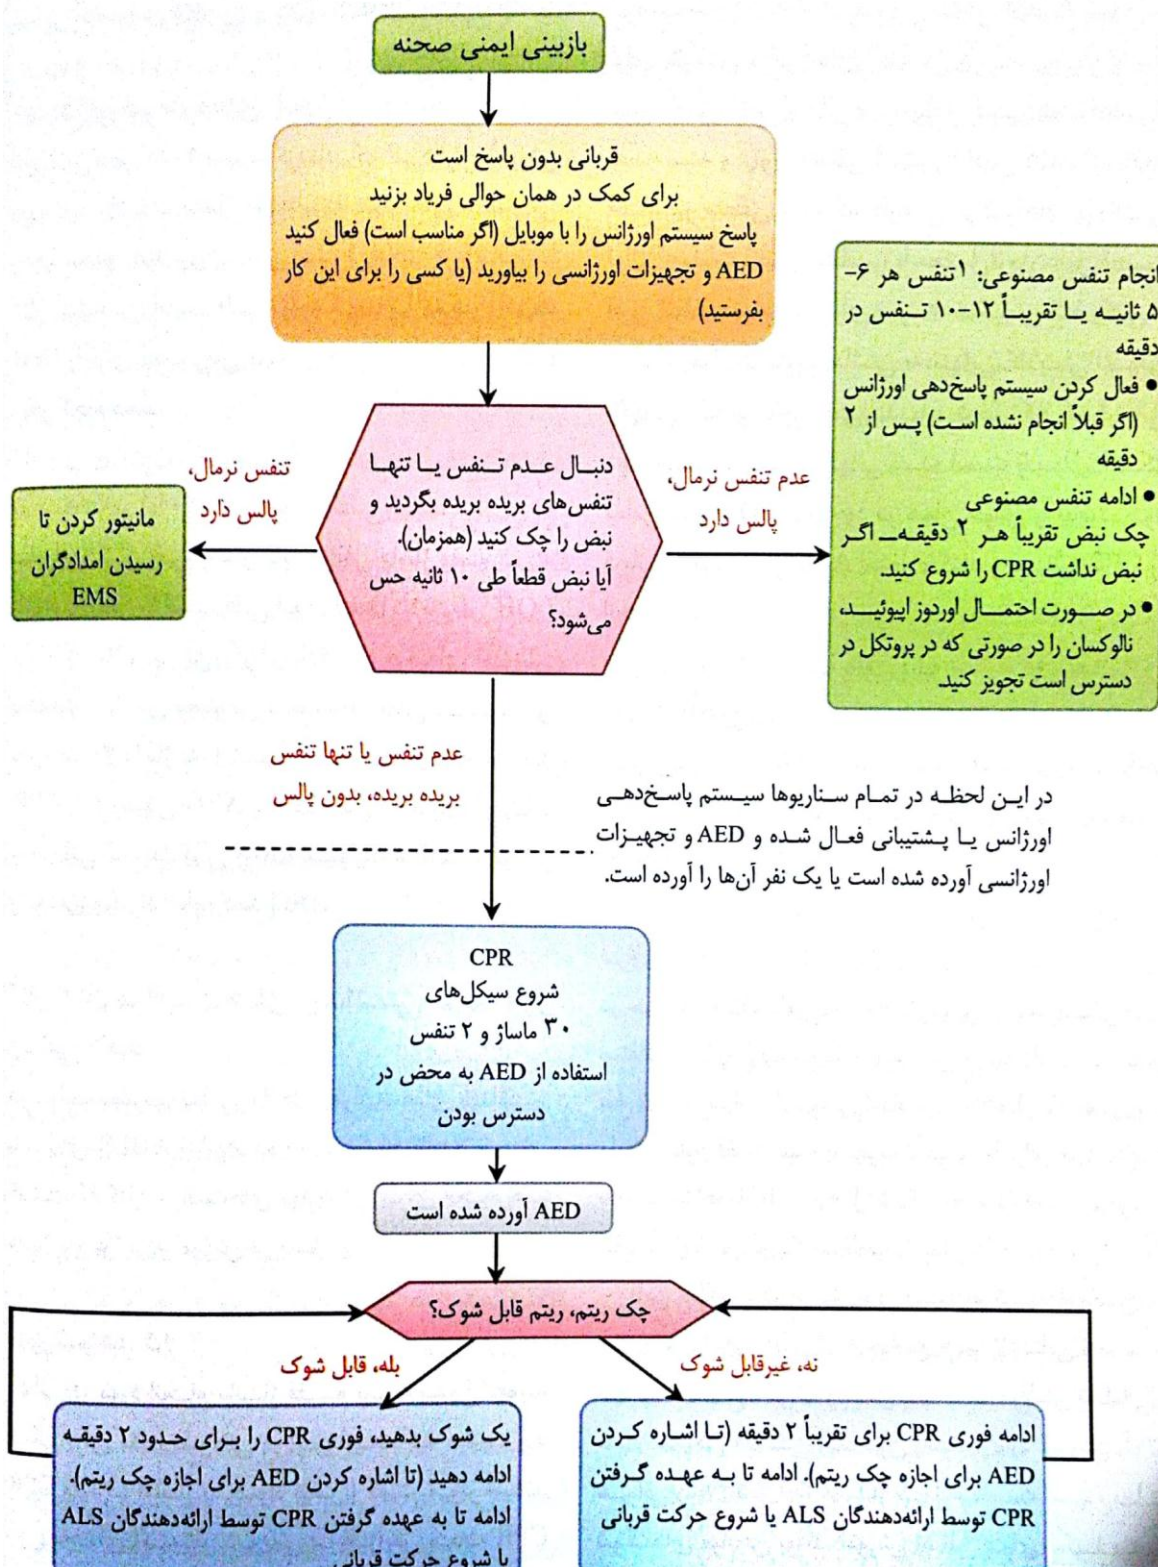 بازبینی ایمنی صحنه
قربانی بدون پاسخ است
برای کمک در همان حوالی فریاد بزنید
پاسخ سیستم اورژانس را با موبایل (اگر مناسب است) فعال کنید
AED و تجهیزات اورژانسی را بیاورید (یا کسی را برای این کار
بفرستید)
انجام تنفس مصنوعی: ۱تنفس هر ۶–
۵ ثانیه یا تقریباً ۱۲–۱۰ تنفس در
دقیقه
• فعال کردن سیستم پاسخ‌دهی اورژانس
(اگر قبلاً انجام نشده است) پس از ۲
دقیقه
• ادامه تنفس مصنوعی
چک نبض تقریباً هر ۲ دقیقه– اگر
نبض نداشت CPR را شروع کنید.
• در صورت احتمال اوردوز اپیوئید،
نالوکسان را در صورتی که در پروتکل در
دسترس است تجویز کنید.
عدم تنفس نرمال،
پالس دارد
دنبال عدم تنفس یا تنها
تنفس‌های بریده بریده بگردید و
نبض را چک کنید (همزمان).
آیا نبض قطعاً طی ۱۰ ثانیه حس
می‌شود؟
تنفس نرمال،
پالس دارد
مانیتور کردن تا
رسیدن امدادگران
EMS
عدم تنفس یا تنها تنفس
بریده بریده، بدون پالس
در این لحظه در تمام سناریوها سیستم پاسخ‌دهی
اورژانس یا پشتیبانی فعال شده و AED و تجهیزات
اورژانسی آورده شده است یا یک نفر آن‌ها را آورده است.
CPR
شروع سیکل‌های
۳۰ ماساژ و ۲ تنفس
استفاده از AED به محض در
دسترس بودن
AED آورده شده است
چک ریتم، ریتم قابل شوک؟
نه، غیرقابل شوک
بله، قابل شوک
ادامه فوری CPR برای تقریباً ۲ دقیقه (تا اشاره کردن
AED برای اجازه چک ریتم). ادامه تا به عهده گرفتن
CPR توسط ارائه‌دهندگان ALS یا شروع حرکت قربانی
یک شوک بدهید، فوری CPR را برای حدود ۲ دقیقه
ادامه دهید (تا اشاره کردن AED برای اجازه چک ریتم).
ادامه تا به عهده گرفتن CPR توسط ارائه‌دهندگان ALS
یا شروع حرکت قربانی